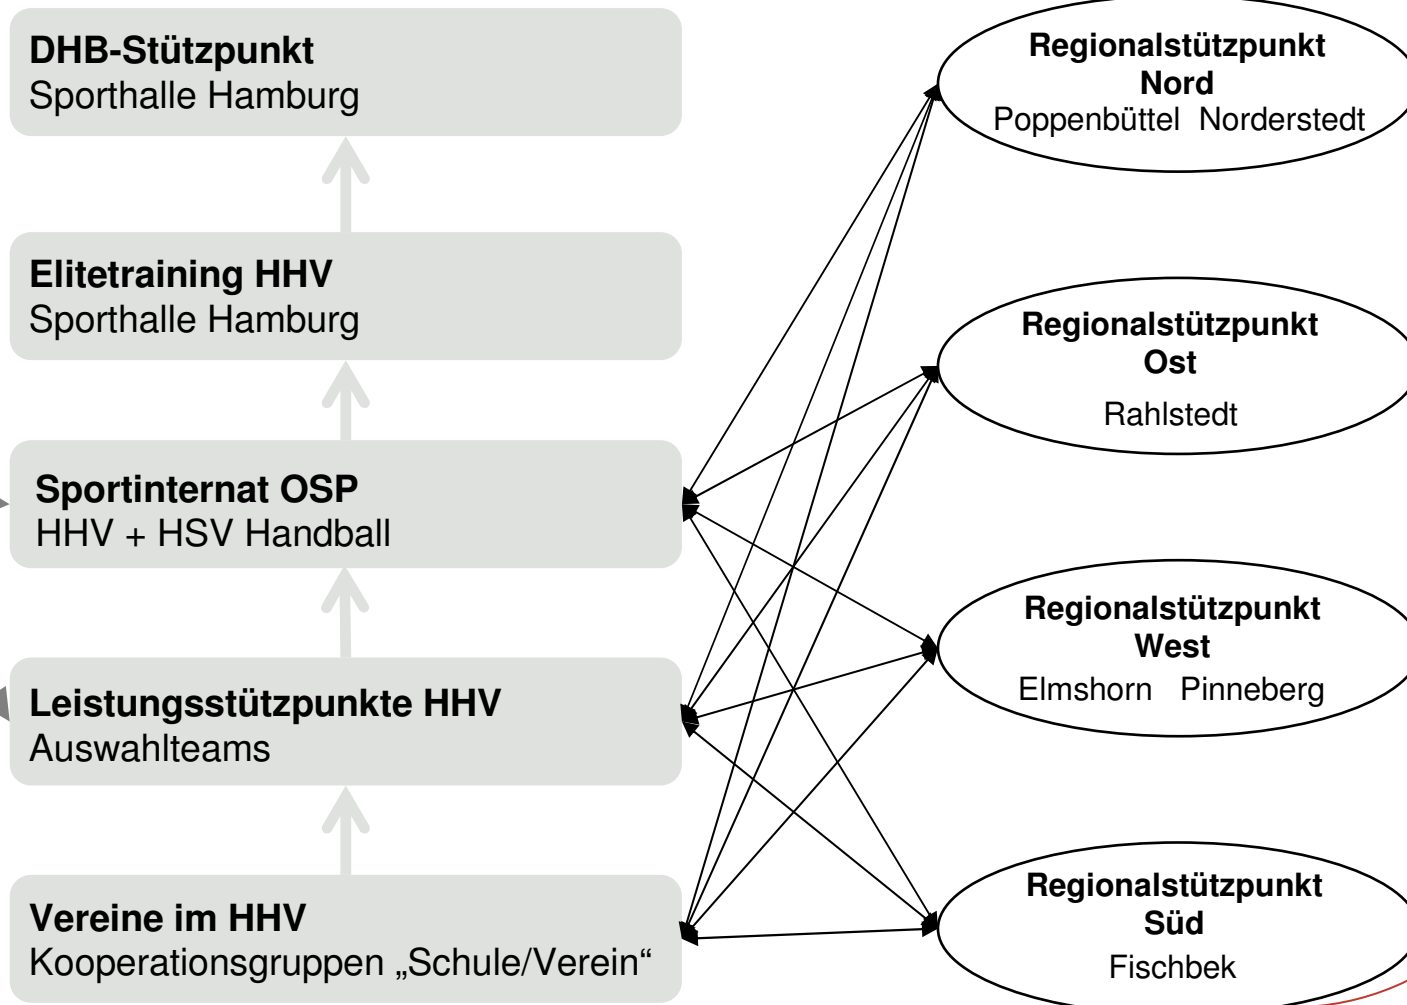 DHB-Stützpunkt
Sporthalle Hamburg
Elitetraining HHV
Sporthalle Hamburg
Sportinternat OSP
HHV + HSV Handball
Leistungsstützpunkte HHV
Auswahlteams
Vereine im HHV
Kooperationsgruppen „Schule/Verein“
Regionalstützpunkt
Nord
Poppenbüttel Norderstedt
Regionalstützpunkt
Ost
Rahlstedt
Regionalstützpunkt
West
Elmshorn Pinneberg
Regionalstützpunkt
Süd
Fischbek